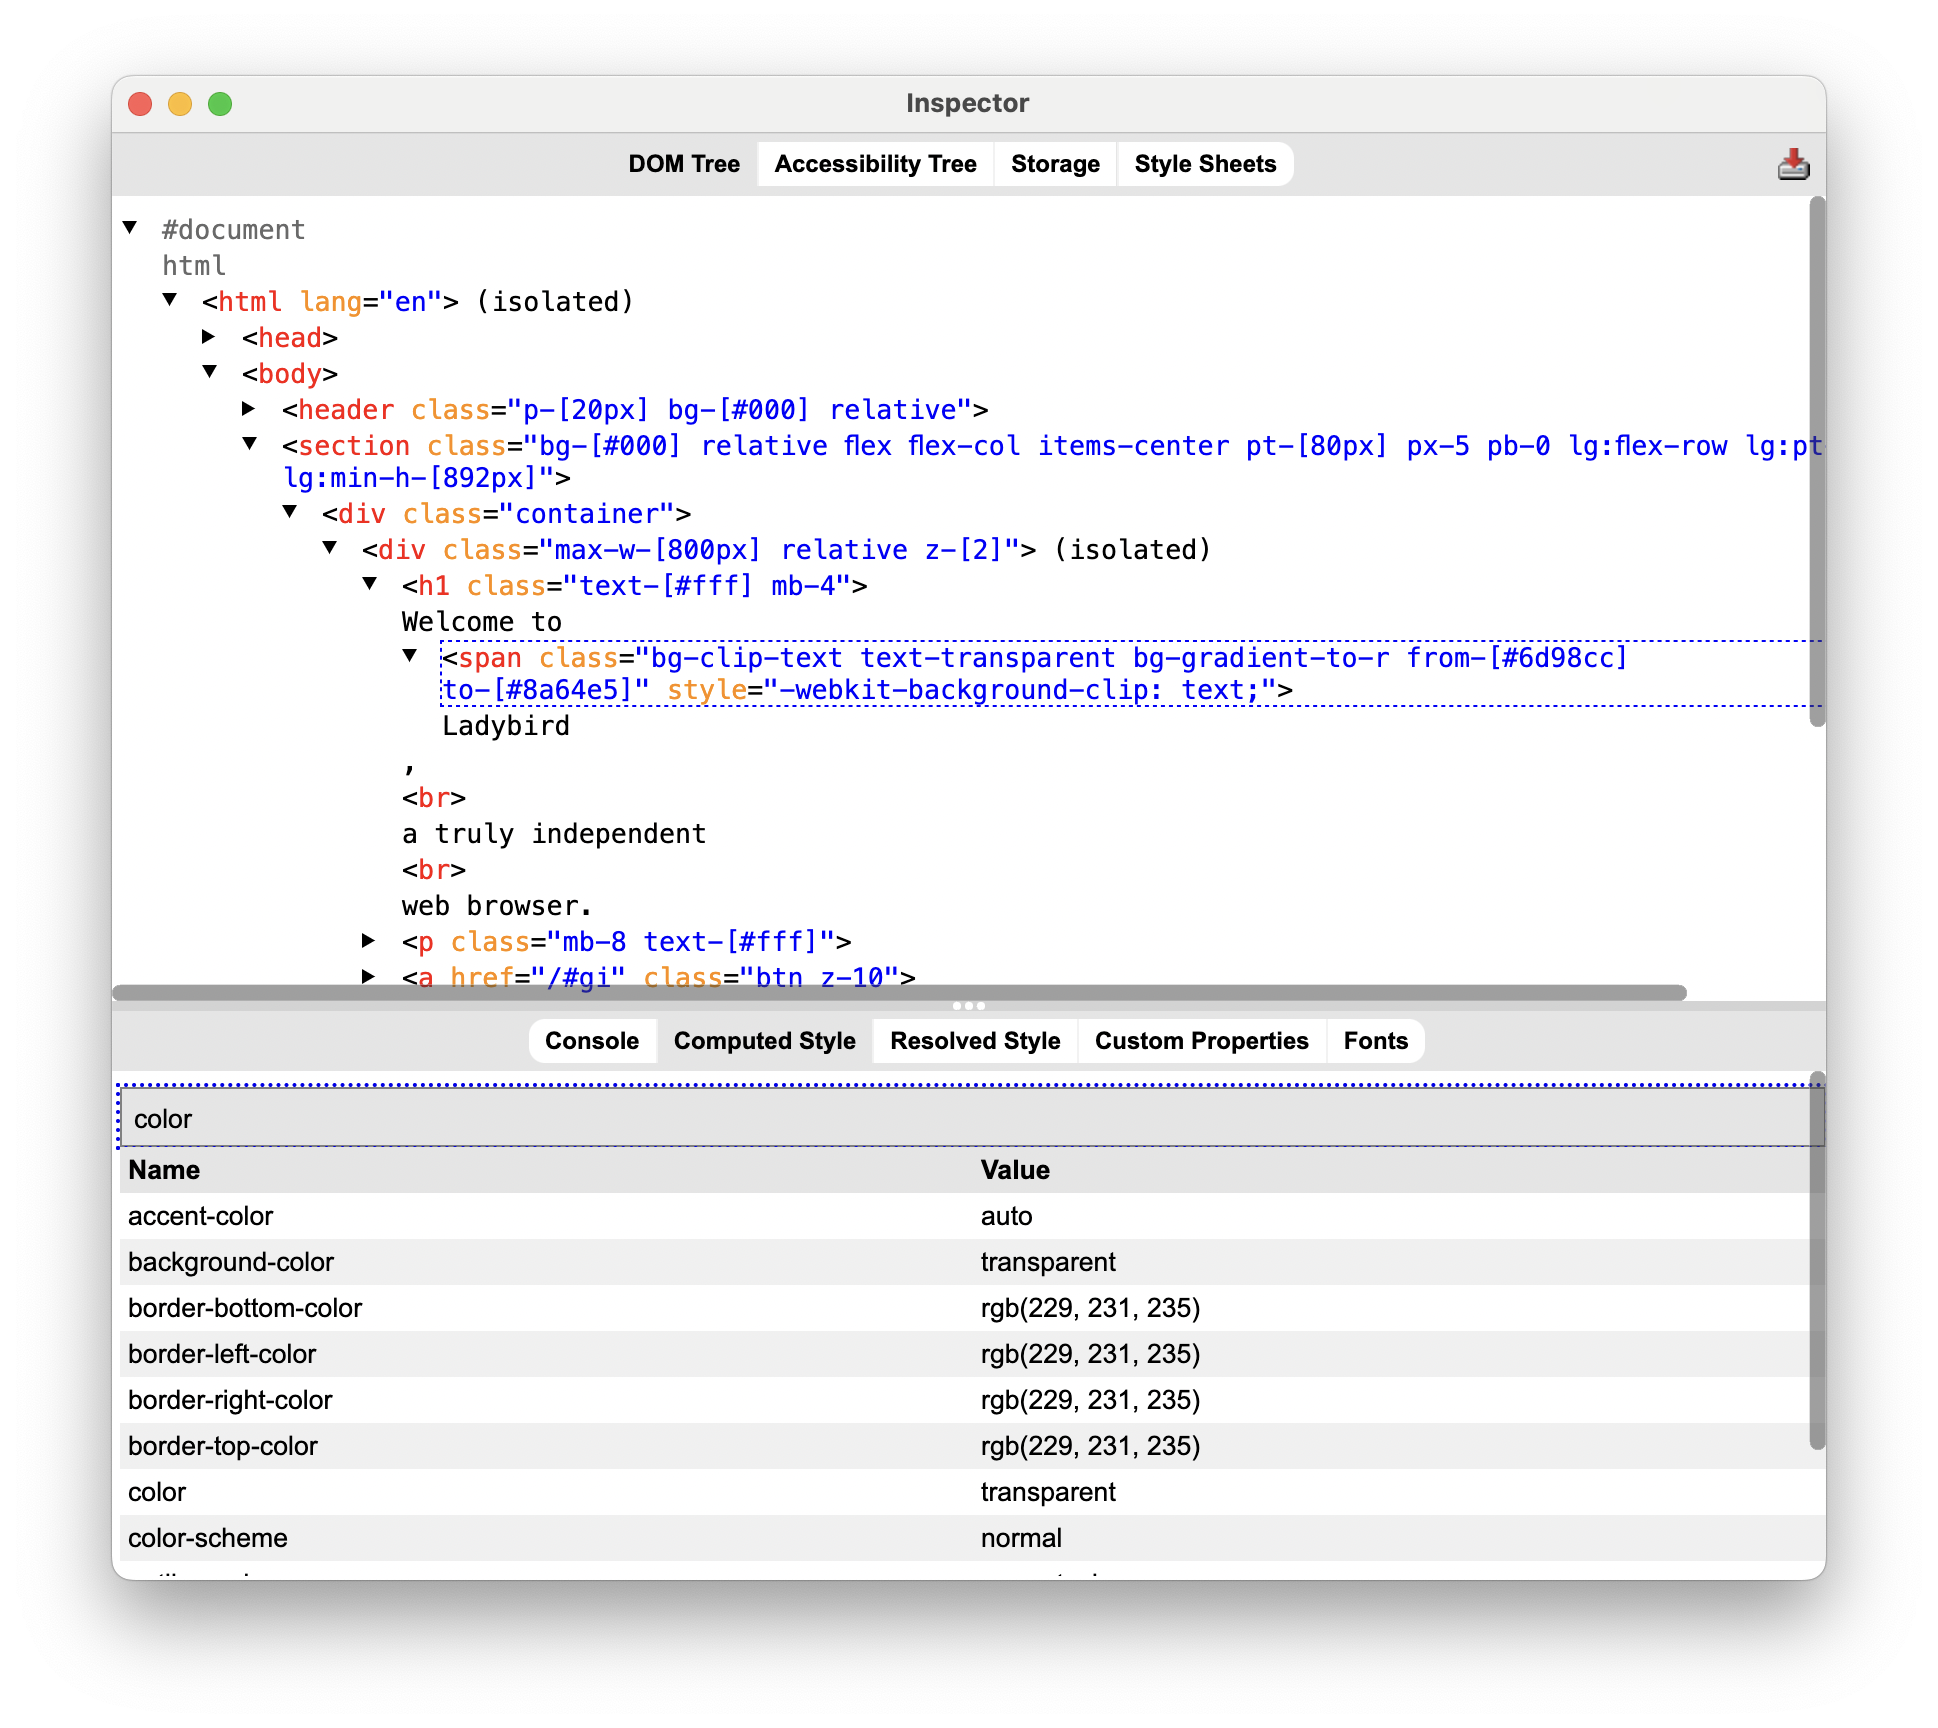 Inspector
DOM Tree Accessibility Tree Storage Style Sheets
#document
html
<html lang="en"> (isolated)
<head>
<body>
<header class="p-[20px] bg-[#000] relative">
<section class="bg-[#000] relative flex flex-col items-center pt-[80px] px-5 pb-0 lg:flex-row lg:pt
lg:min-h-[892px]">
<div class="container">
<div class="max-w-[800px] relative z-[2]"> (isolated)
<h1 class="text-[#fff] mb-4">
Welcome to
<span class="bg-clip-text text-transparent bg-gradient-to-r from-[#6d98cc]
to-[#8a64e5]" style="-webkit-background-clip: text;">
Ladybird
,
<br>
a truly independent
<br>
web browser.
<p class="mb-8 text-[#fff]">
<a href="/#gi" class="btn z-10">
Console Computed Style Resolved Style Custom Properties Fonts
color
Name Value
accent-color auto
background-color transparent
border-bottom-color rgb(229, 231, 235)
border-left-color rgb(229, 231, 235)
border-right-color rgb(229, 231, 235)
border-top-color rgb(229, 231, 235)
color transparent
color-scheme normal